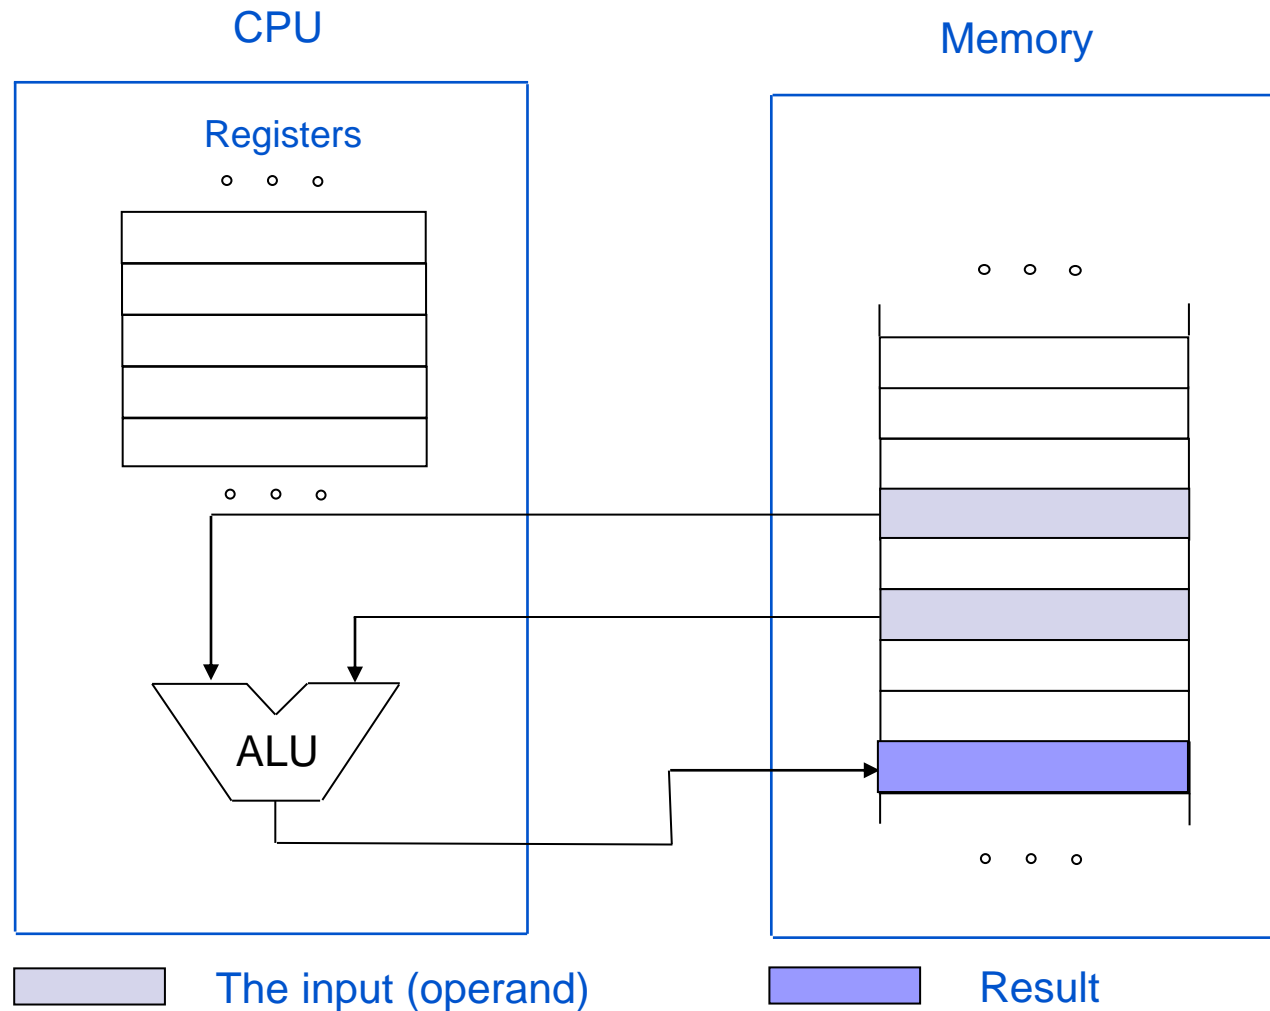 CPU
Memory
Registers
ALU
The input (operand)
Result